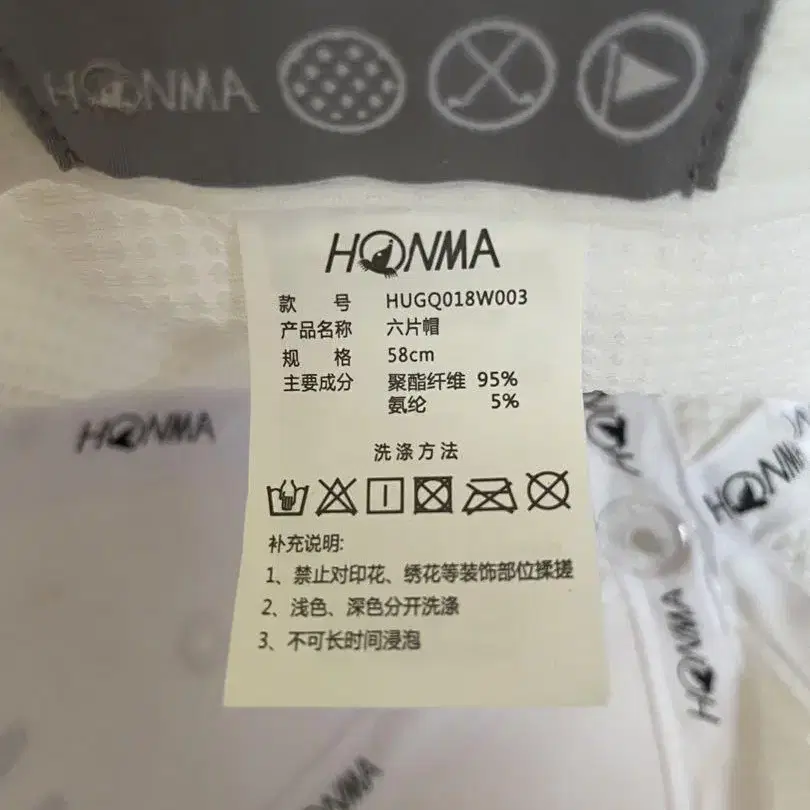 HONMA
HONMA
款 号 HUGQ018W003
产品名称 六片帽
规 格 58cm
主要成分 聚酯纤维 95%
氨纶 5%
洗涤方法
补充说明:
1、禁止对印花、绣花等装饰部位揉搓
2、浅色、深色分开洗涤
3、不可长时间浸泡
HONMA
HONMA
HONMA
HONMA